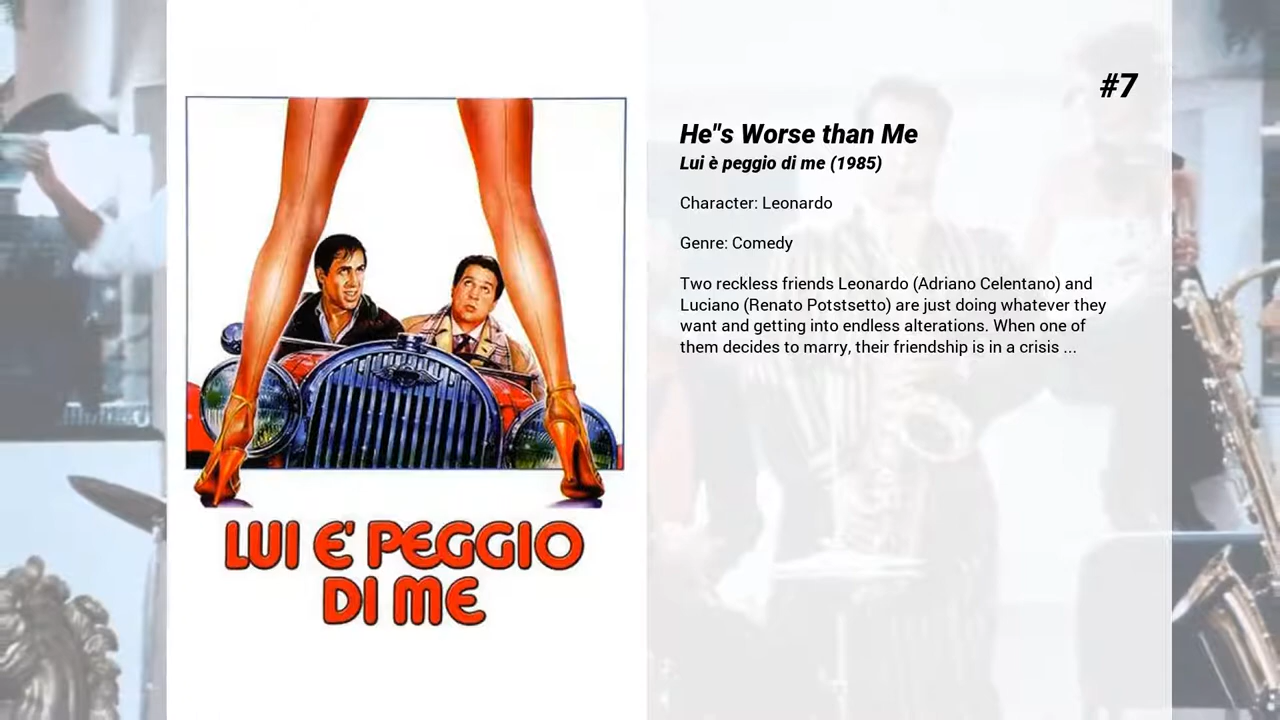 #7
He"s Worse than Me
Lui è peggio di me (1985)
Character: Leonardo
Genre: Comedy
Two reckless friends Leonardo (Adriano Celentano) and
Luciano (Renato Potstsetto) are just doing whatever they
want and getting into endless alterations. When one of
them decides to marry, their friendship is in a crisis ...
LUI E' PEGGIO
DI ME